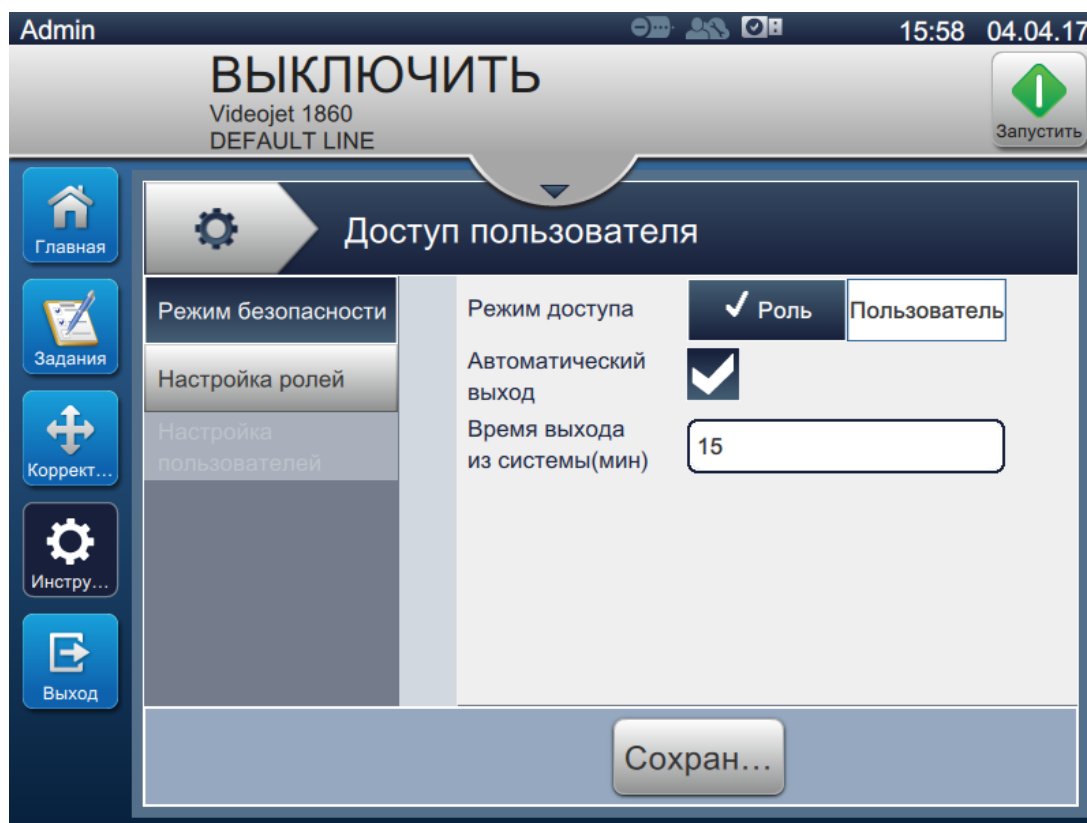 Admin
15:58 04.04.17
ВЫКЛЮЧИТЬ
Videojet 1860
DEFAULT LINE
Запустить
Главная
Задания
Коррект...
Инстру...
Выход
Доступ пользователя
Режим безопасности
Настройка ролей
Настройка
пользователей
Режим доступа
Роль
Пользователь
Автоматический
выход
Время выхода
из системы(мин)
15
Сохран...